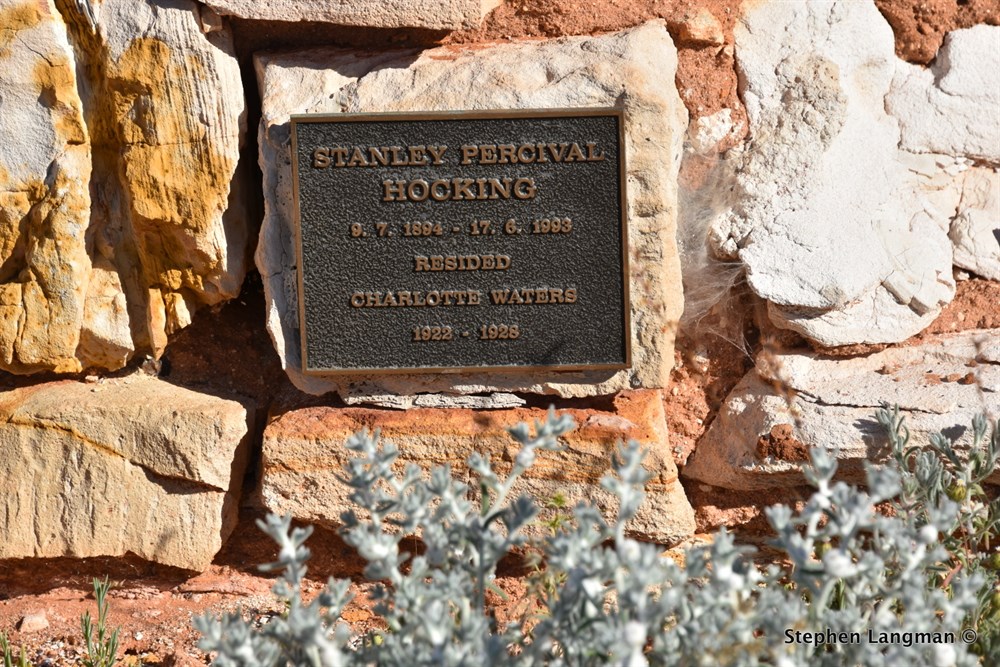 STANLEY PERCIVAL
HOCKING
9. 7. 1894 - 17. 6. 1993
RESIDED
CHARLOTTE WATERS
1922 - 1928
Stephen Langman ©